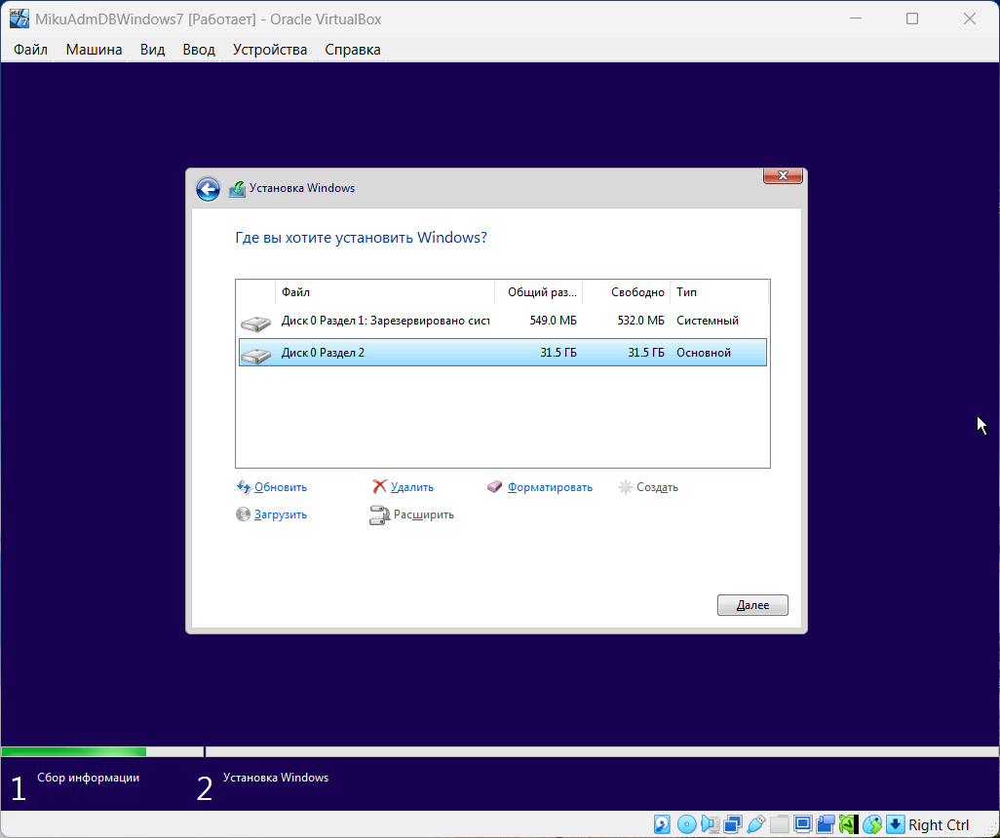 MikuAdmDBWindows7 [Работает] - Oracle VirtualBox
Файл Машина Вид Ввод Устройства Справка
Установка Windows
Где вы хотите установить Windows?
Файл Общий раз... Свободно Тип
Диск 0 Раздел 1: Зарезервировано сист 549.0 МБ 532.0 МБ Системный
Диск 0 Раздел 2 31.5 ГБ 31.5 ГБ Основной
Обновить Удалить Форматировать Создать
Загрузить Расширить
Далее
1 Сбор информации 2 Установка Windows
Right Ctrl